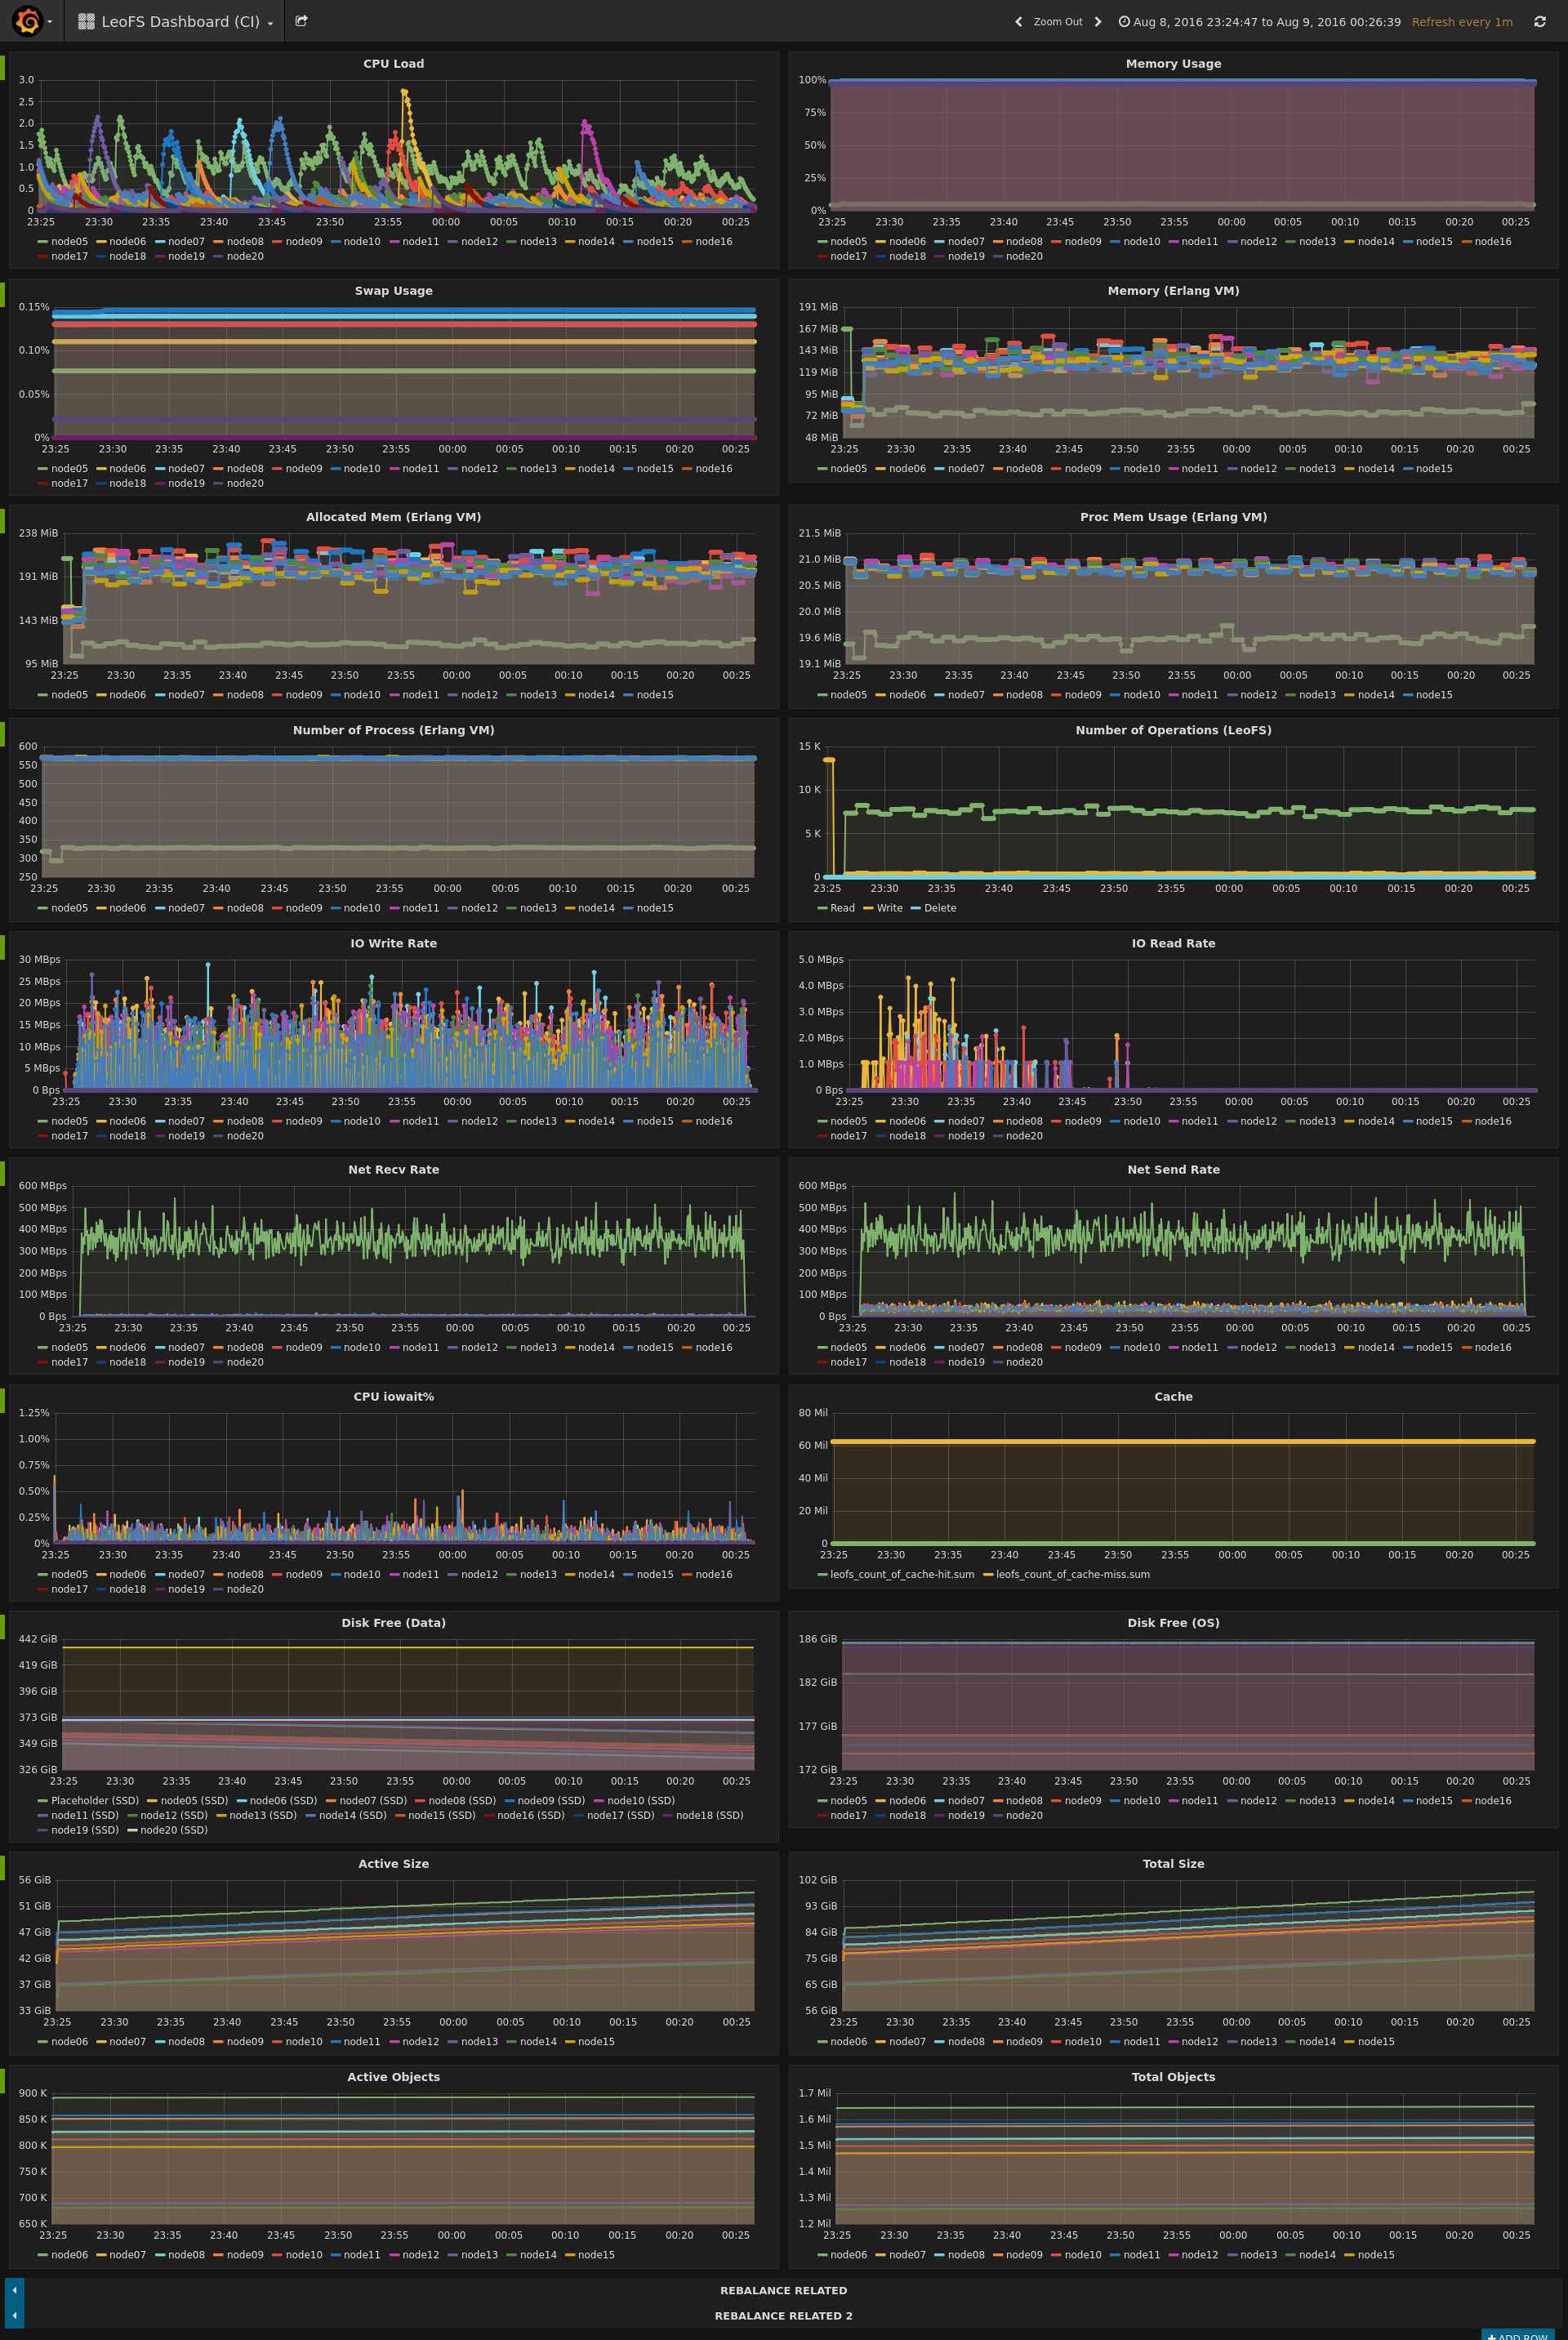 LeoFS Dashboard (CI)
Zoom Out
Aug 8, 2016 23:24:47 to Aug 9, 2016 00:26:39
Refresh every 1m
CPU Load
3.0
2.5
2.0
1.5
1.0
0.5
0
23:25 23:30 23:35 23:40 23:45 23:50 23:55 00:00 00:05 00:10 00:15 00:20 00:25
node05 node06 node07 node08 node09 node10 node11 node12 node13 node14 node15 node16
node17 node18 node19 node20
Memory Usage
100%
75%
50%
25%
0%
23:25 23:30 23:35 23:40 23:45 23:50 23:55 00:00 00:05 00:10 00:15 00:20 00:25
node05 node06 node07 node08 node09 node10 node11 node12 node13 node14 node15 node16
node17 node18 node19 node20
Swap Usage
0.15%
0.10%
0.05%
0%
23:25 23:30 23:35 23:40 23:45 23:50 23:55 00:00 00:05 00:10 00:15 00:20 00:25
node05 node06 node07 node08 node09 node10 node11 node12 node13 node14 node15 node16
node17 node18 node19 node20
Memory (Erlang VM)
191 MiB
167 MiB
143 MiB
119 MiB
95 MiB
72 MiB
48 MiB
23:25 23:30 23:35 23:40 23:45 23:50 23:55 00:00 00:05 00:10 00:15 00:20 00:25
node05 node06 node07 node08 node09 node10 node11 node12 node13 node14 node15
Allocated Mem (Erlang VM)
238 MiB
191 MiB
143 MiB
95 MiB
23:25 23:30 23:35 23:40 23:45 23:50 23:55 00:00 00:05 00:10 00:15 00:20 00:25
node05 node06 node07 node08 node09 node10 node11 node12 node13 node14 node15
Proc Mem Usage (Erlang VM)
21.5 MiB
21.0 MiB
20.5 MiB
20.0 MiB
19.6 MiB
19.1 MiB
23:25 23:30 23:35 23:40 23:45 23:50 23:55 00:00 00:05 00:10 00:15 00:20 00:25
node05 node06 node07 node08 node09 node10 node11 node12 node13 node14 node15
Number of Process (Erlang VM)
600
550
500
450
400
350
300
250
23:25 23:30 23:35 23:40 23:45 23:50 23:55 00:00 00:05 00:10 00:15 00:20 00:25
node05 node06 node07 node08 node09 node10 node11 node12 node13 node14 node15
Number of Operations (LeoFS)
15 K
10 K
5 K
0
23:25 23:30 23:35 23:40 23:45 23:50 23:55 00:00 00:05 00:10 00:15 00:20 00:25
Read Write Delete
IO Write Rate
30 MBps
25 MBps
20 MBps
15 MBps
10 MBps
5 MBps
0 Bps
23:25 23:30 23:35 23:40 23:45 23:50 23:55 00:00 00:05 00:10 00:15 00:20 00:25
node05 node06 node07 node08 node09 node10 node11 node12 node13 node14 node15 node16
node17 node18 node19 node20
IO Read Rate
5.0 MBps
4.0 MBps
3.0 MBps
2.0 MBps
1.0 MBps
0 Bps
23:25 23:30 23:35 23:40 23:45 23:50 23:55 00:00 00:05 00:10 00:15 00:20 00:25
node05 node06 node07 node08 node09 node10 node11 node12 node13 node14 node15 node16
node17 node18 node19 node20
Net Recv Rate
600 MBps
500 MBps
400 MBps
300 MBps
200 MBps
100 MBps
0 Bps
23:25 23:30 23:35 23:40 23:45 23:50 23:55 00:00 00:05 00:10 00:15 00:20 00:25
node05 node06 node07 node08 node09 node10 node11 node12 node13 node14 node15 node16
node17 node18 node19 node20
Net Send Rate
600 MBps
500 MBps
400 MBps
300 MBps
200 MBps
100 MBps
0 Bps
23:25 23:30 23:35 23:40 23:45 23:50 23:55 00:00 00:05 00:10 00:15 00:20 00:25
node05 node06 node07 node08 node09 node10 node11 node12 node13 node14 node15 node16
node17 node18 node19 node20
CPU iowait%
1.25%
1.00%
0.75%
0.50%
0.25%
0%
23:25 23:30 23:35 23:40 23:45 23:50 23:55 00:00 00:05 00:10 00:15 00:20 00:25
node05 node06 node07 node08 node09 node10 node11 node12 node13 node14 node15 node16
node17 node18 node19 node20
Cache
80 Mil
60 Mil
40 Mil
20 Mil
0
23:25 23:30 23:35 23:40 23:45 23:50 23:55 00:00 00:05 00:10 00:15 00:20 00:25
leofs_count_of_cache-hit.sum leofs_count_of_cache-miss.sum
Disk Free (Data)
442 GiB
419 GiB
396 GiB
373 GiB
349 GiB
326 GiB
23:25 23:30 23:35 23:40 23:45 23:50 23:55 00:00 00:05 00:10 00:15 00:20 00:25
Placeholder (SSD) node05 (SSD) node06 (SSD) node07 (SSD) node08 (SSD) node09 (SSD) node10 (SSD)
node11 (SSD) node12 (SSD) node13 (SSD) node14 (SSD) node15 (SSD) node16 (SSD) node17 (SSD) node18 (SSD)
node19 (SSD) node20 (SSD)
Disk Free (OS)
186 GiB
182 GiB
177 GiB
172 GiB
23:25 23:30 23:35 23:40 23:45 23:50 23:55 00:00 00:05 00:10 00:15 00:20 00:25
node05 node06 node07 node08 node09 node10 node11 node12 node13 node14 node15 node16
node17 node18 node19 node20
Active Size
56 GiB
51 GiB
47 GiB
42 GiB
37 GiB
33 GiB
23:25 23:30 23:35 23:40 23:45 23:50 23:55 00:00 00:05 00:10 00:15 00:20 00:25
node06 node07 node08 node09 node10 node11 node12 node13 node14 node15
Total Size
102 GiB
93 GiB
84 GiB
75 GiB
65 GiB
56 GiB
23:25 23:30 23:35 23:40 23:45 23:50 23:55 00:00 00:05 00:10 00:15 00:20 00:25
node06 node07 node08 node09 node10 node11 node12 node13 node14 node15
Active Objects
900 K
850 K
800 K
750 K
700 K
650 K
23:25 23:30 23:35 23:40 23:45 23:50 23:55 00:00 00:05 00:10 00:15 00:20 00:25
node06 node07 node08 node09 node10 node11 node12 node13 node14 node15
Total Objects
1.7 Mil
1.6 Mil
1.5 Mil
1.4 Mil
1.3 Mil
1.2 Mil
23:25 23:30 23:35 23:40 23:45 23:50 23:55 00:00 00:05 00:10 00:15 00:20 00:25
node06 node07 node08 node09 node10 node11 node12 node13 node14 node15
REBALANCE RELATED
REBALANCE RELATED 2
ADD ROW